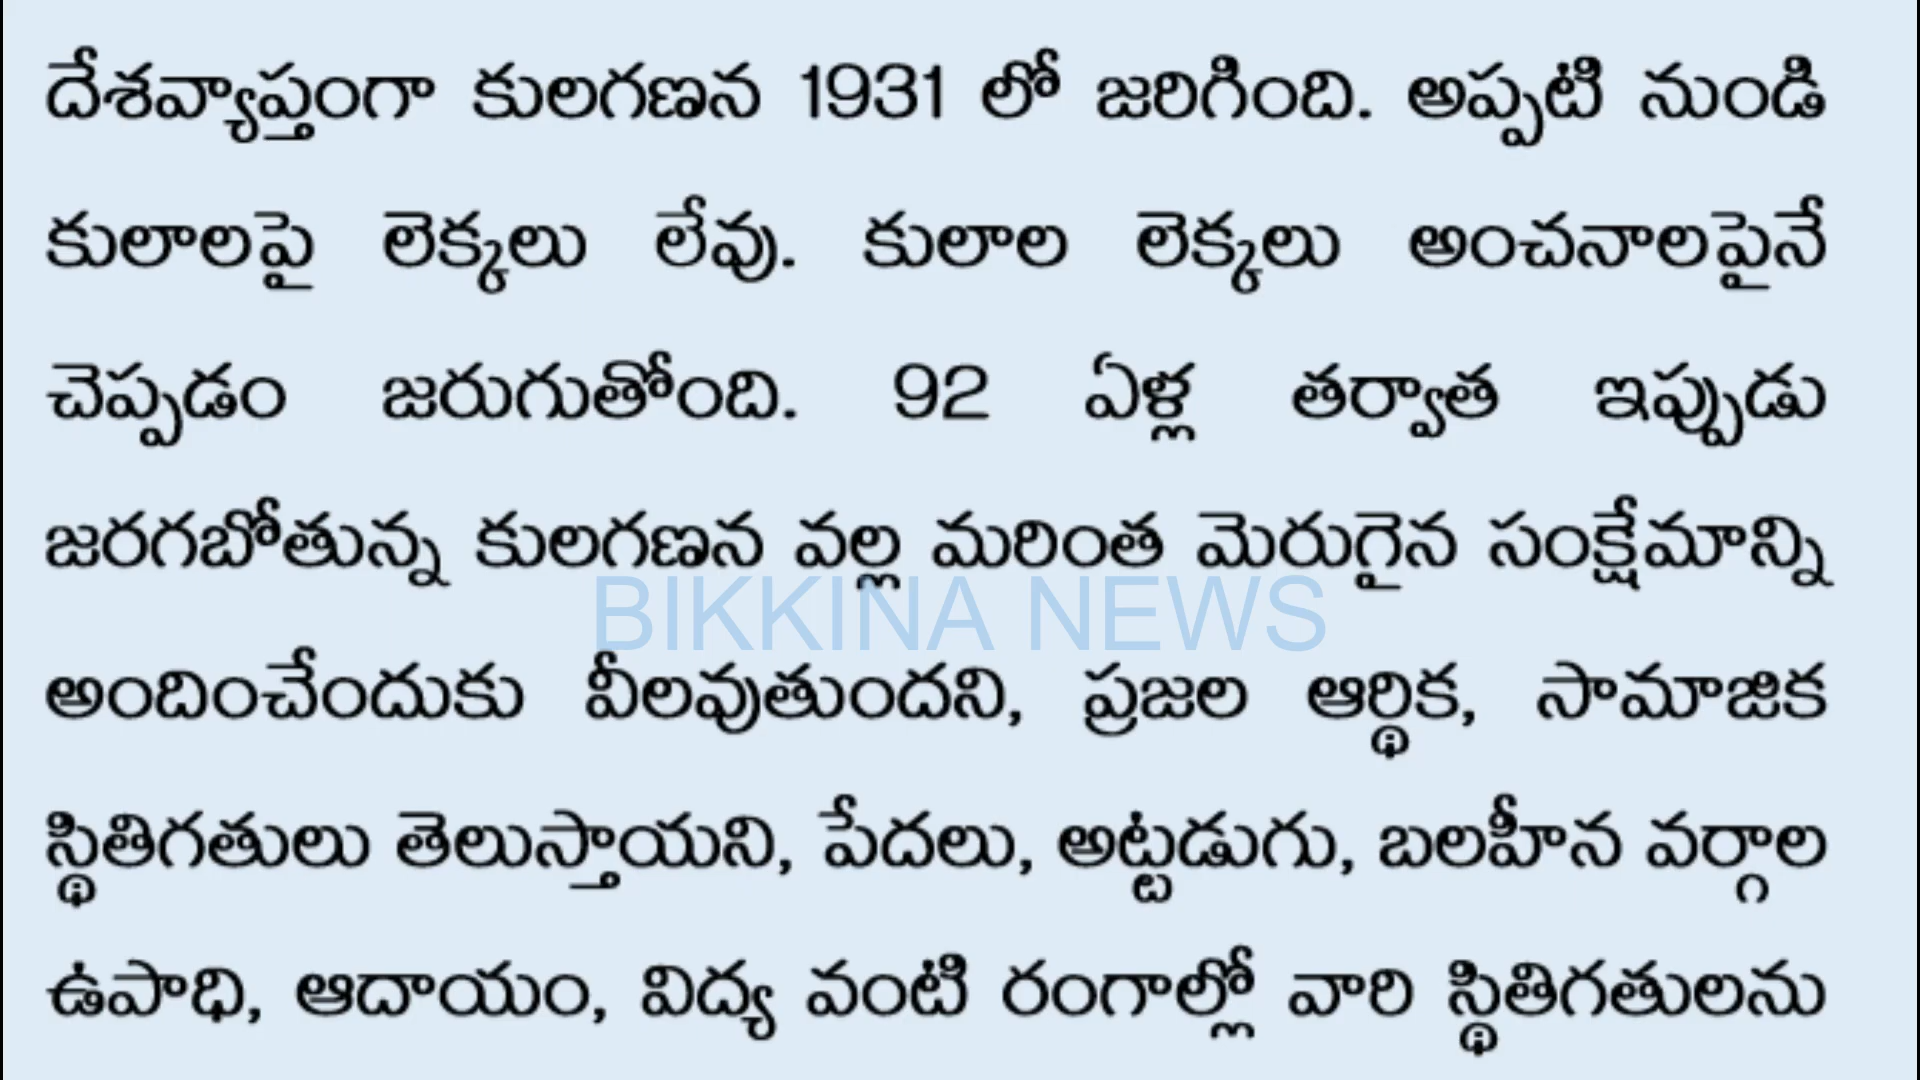 దేశవ్యాప్తంగా కులగణన 1931 లో జరిగింది. అప్పటి నుండి
కులాలపై లెక్కలు లేవు. కులాల లెక్కలు అంచనాలపైనే
చెప్పడం జరుగుతోంది. 92 ఏళ్ల తర్వాత ఇప్పుడు
జరగబోతున్న కులగణన వల్ల మరింత మెరుగైన సంక్షేమాన్ని
BIKKINA NEWS
అందించేందుకు వీలవుతుందని, ప్రజల ఆర్థిక, సామాజిక
స్థితిగతులు తెలుస్తాయని, పేదలు, అట్టడుగు, బలహీన వర్గాల
ఉపాధి, ఆదాయం, విద్య వంటి రంగాల్లో వారి స్థితిగతులను